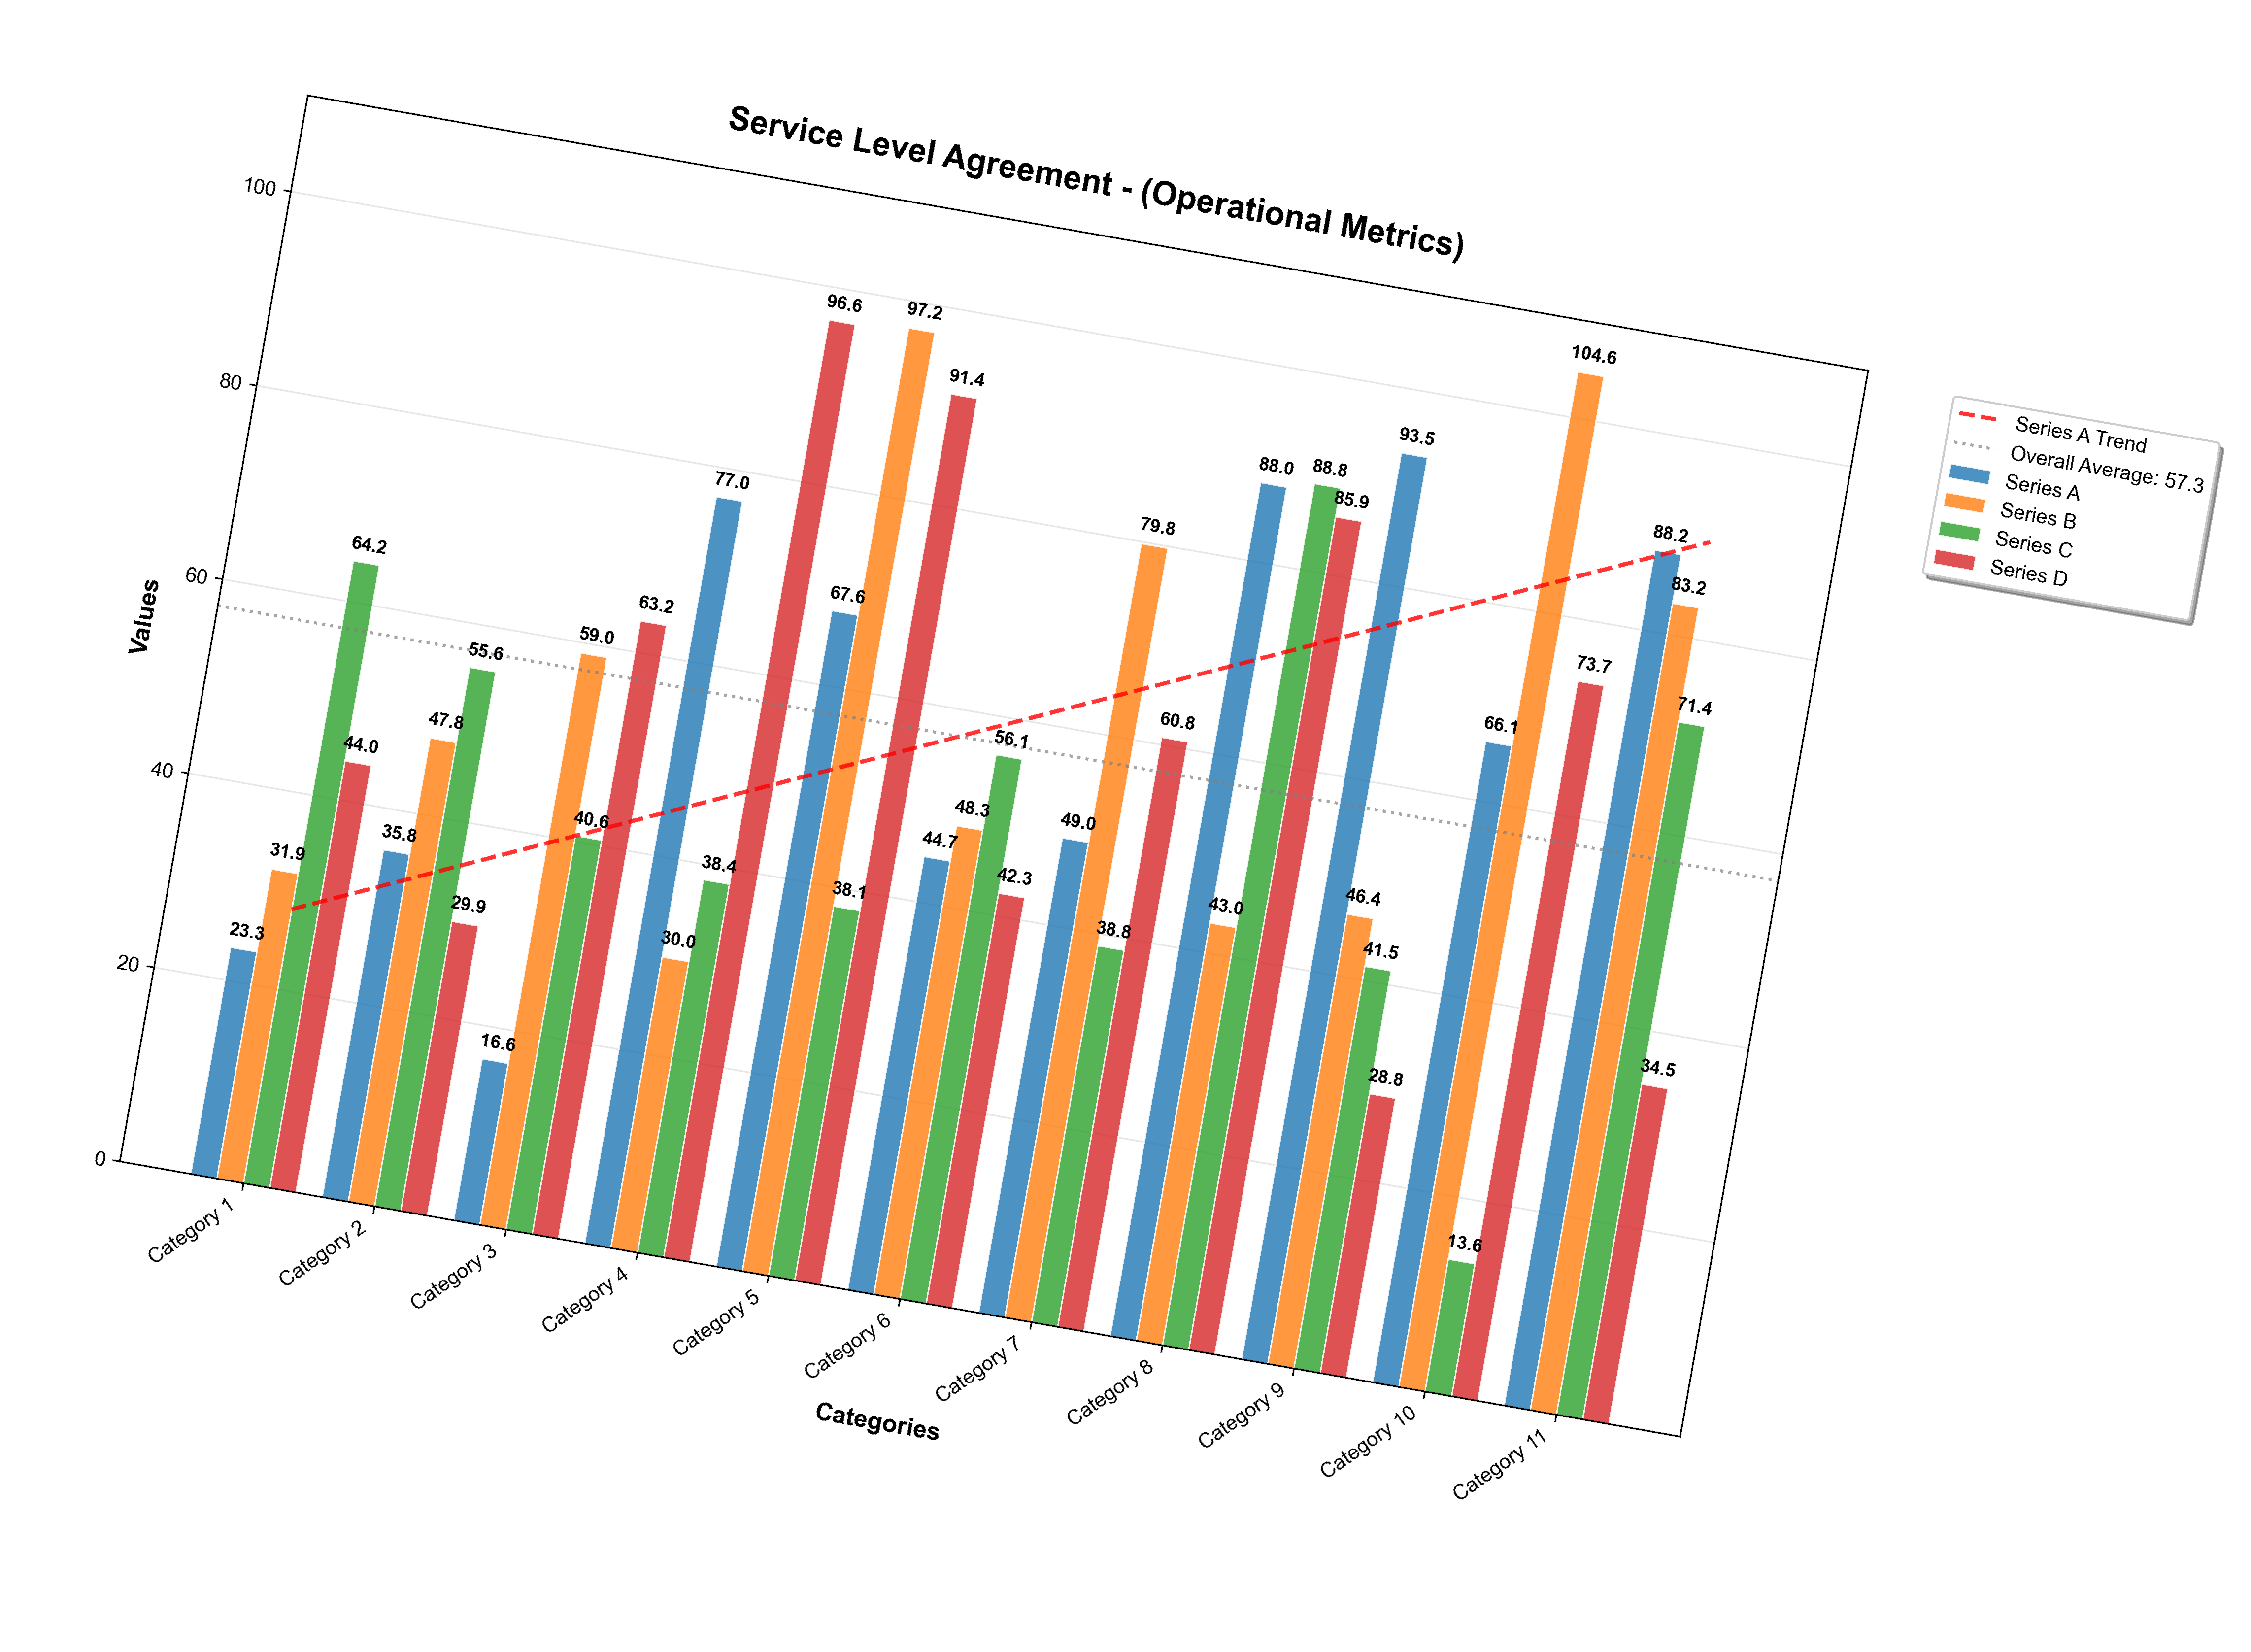 Service Level Agreement - (Operational Metrics)
Values
100
80
60
40
20
0
23.3
31.9
64.2
44.0
35.8
47.8
55.6
29.9
16.6
59.0
40.6
63.2
77.0
30.0
38.4
96.6
67.6
97.2
38.1
91.4
44.7
48.3
56.1
42.3
49.0
79.8
38.8
60.8
88.0
43.0
88.8
85.9
93.5
46.4
41.5
28.8
66.1
104.6
13.6
73.7
88.2
83.2
71.4
34.5
Category 1
Category 2
Category 3
Category 4
Category 5
Category 6
Category 7
Category 8
Category 9
Category 10
Category 11
Categories
Series A Trend
Overall Average: 57.3
Series A
Series B
Series C
Series D